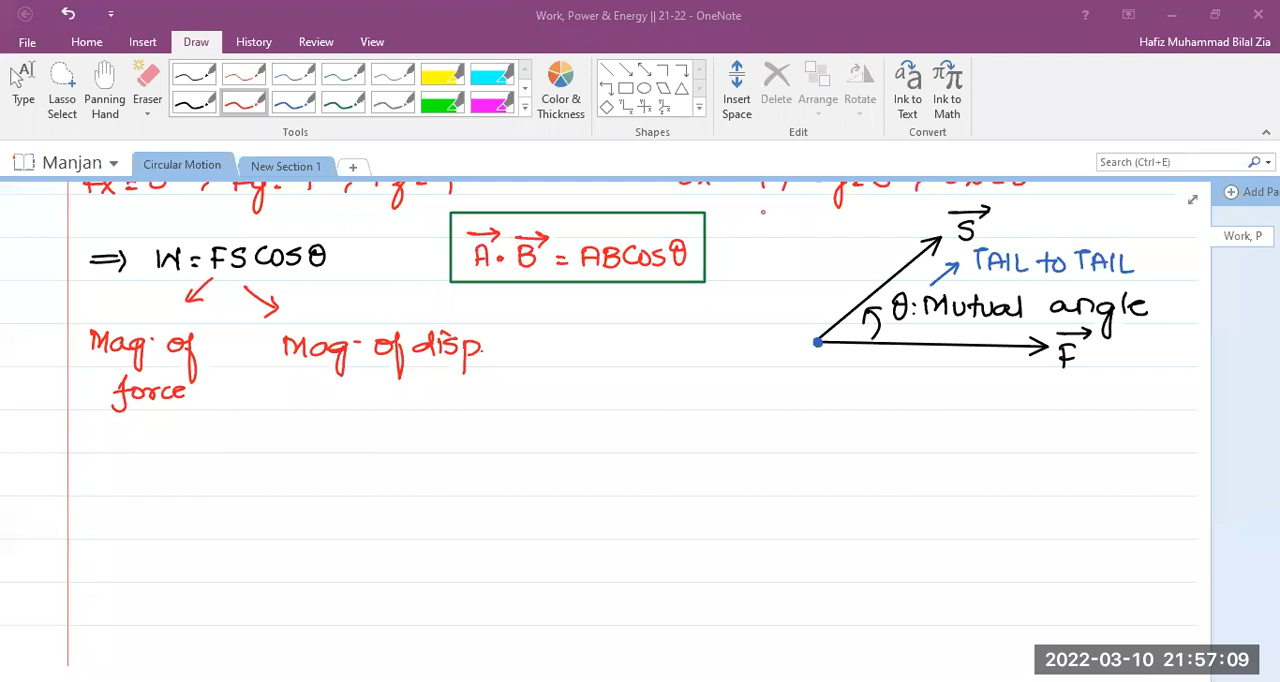 Work, Power & Energy || 21-22 - OneNote
File Home Insert Draw History Review View
Hafiz Muhammad Bilal Zia
Type
Lasso Select
Panning Hand
Eraser
Color & Thickness
Insert Space
Delete
Arrange
Rotate
Ink to Text
Ink to Math
Tools
Shapes
Edit
Convert
Manjan
Circular Motion
New Section 1
Search (Ctrl+E)
Add Pa
Work, P
⇒ W = FS COSθ
A⃗ · B⃗ = ABCOSθ
S⃗
TAIL to TAIL
θ: Mutual angle
F⃗
Mag. of
force
Mag. of disp.
2022-03-10 21:57:09